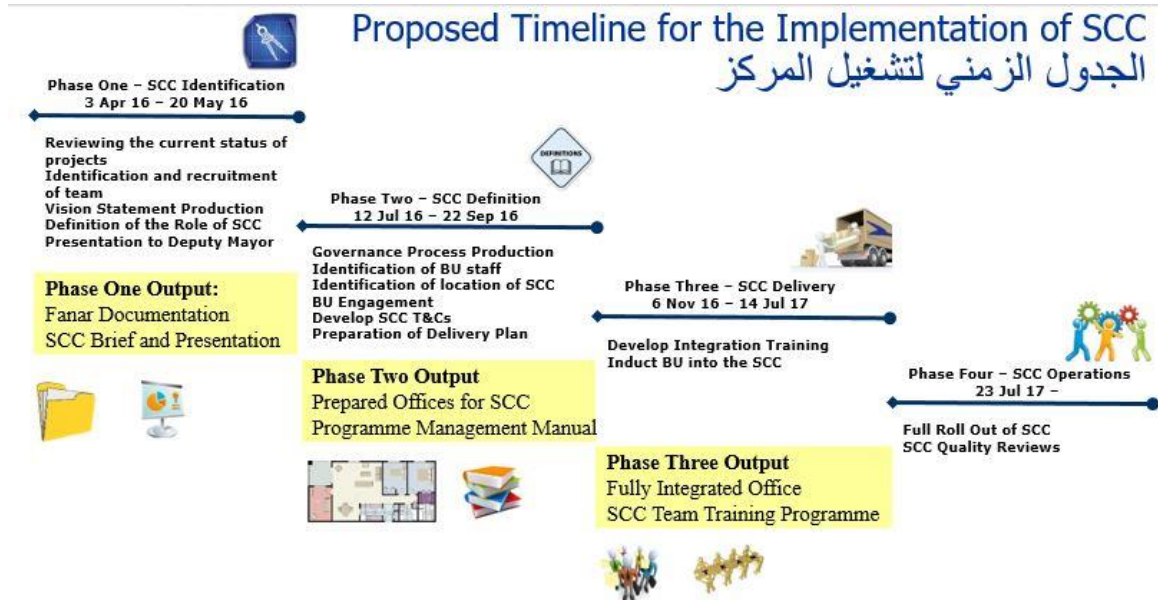 Proposed Timeline for the Implementation of SCC
الجدول الزمني لتشغيل المركز
Phase One – SCC Identification
3 Apr 16 – 20 May 16
Reviewing the current status of
projects
Identification and recruitment
of team
Vision Statement Production
Definition of the Role of SCC
Presentation to Deputy Mayor
Phase One Output:
Fanar Documentation
SCC Brief and Presentation
DEFINITIONS
Phase Two – SCC Definition
12 Jul 16 – 22 Sep 16
Governance Process Production
Identification of BU staff
Identification of location of SCC
BU Engagement
Develop SCC T&Cs
Preparation of Delivery Plan
Phase Two Output
Prepared Offices for SCC
Programme Management Manual
Phase Three – SCC Delivery
6 Nov 16 – 14 Jul 17
Develop Integration Training
Induct BU into the SCC
Phase Three Output
Fully Integrated Office
SCC Team Training Programme
Phase Four – SCC Operations
23 Jul 17 –
Full Roll Out of SCC
SCC Quality Reviews